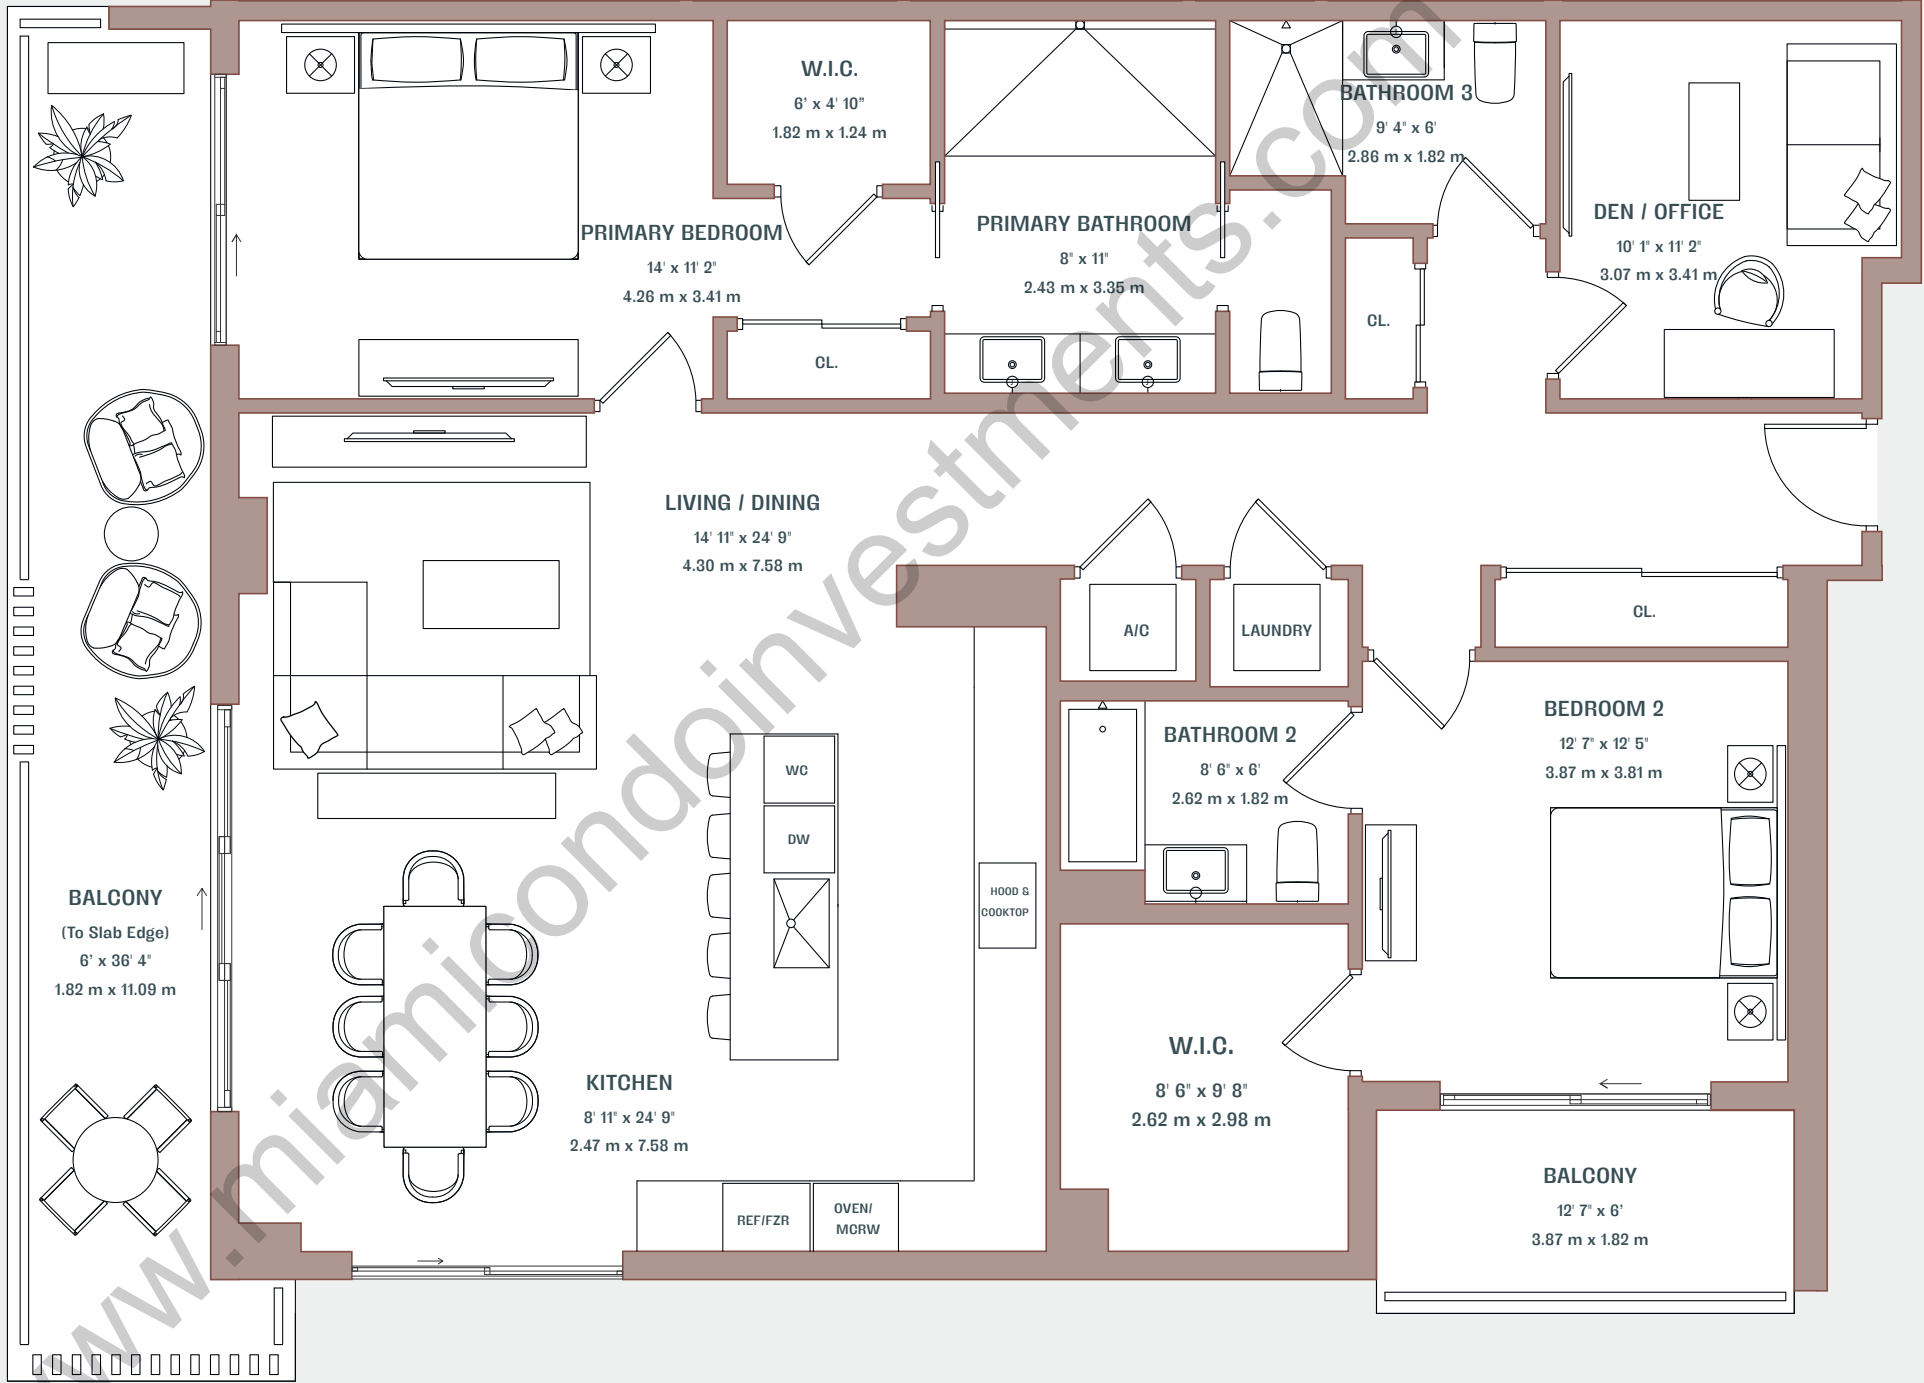 W.I.C.
6’ x 4' 10”
1.82 m x 1.24 m
BATHROOM 3
9' 4" x 6'
2.86 m x 1.82 m
PRIMARY BEDROOM
14' x 11' 2"
4.26 m x 3.41 m
PRIMARY BATHROOM
8" x 11"
2.43 m x 3.35 m
DEN / OFFICE
10' 1" x 11' 2"
3.07 m x 3.41 m
CL.
CL.
LIVING / DINING
14' 11" x 24' 9"
4.30 m x 7.58 m
A/C
LAUNDRY
CL.
BATHROOM 2
8' 6" x 6'
2.62 m x 1.82 m
BEDROOM 2
12' 7" x 12' 5"
3.87 m x 3.81 m
WC
DW
HOOD &
COOKTOP
BALCONY
(To Slab Edge)
6’ x 36' 4"
1.82 m x 11.09 m
KITCHEN
8' 11" x 24' 9"
2.47 m x 7.58 m
W.I.C.
8' 6" x 9' 8"
2.62 m x 2.98 m
REF/FZR
OVEN/
MCRW
BALCONY
12' 7" x 6’
3.87 m x 1.82 m
www.miamicondoinvestments.com